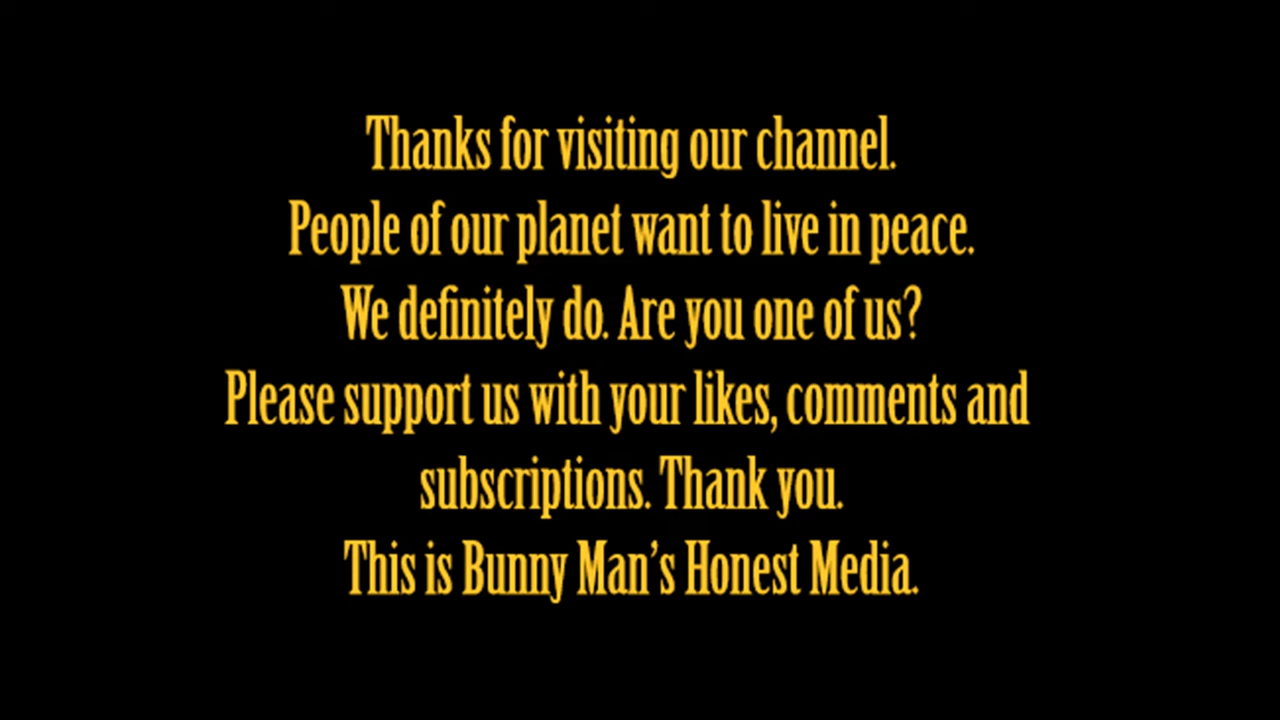 Thanks for visiting our channel.
People of our planet want to live in peace.
We definitely do. Are you one of us?
Please support us with your likes, comments and
subscriptions. Thank you.
This is Bunny Man’s Honest Media.